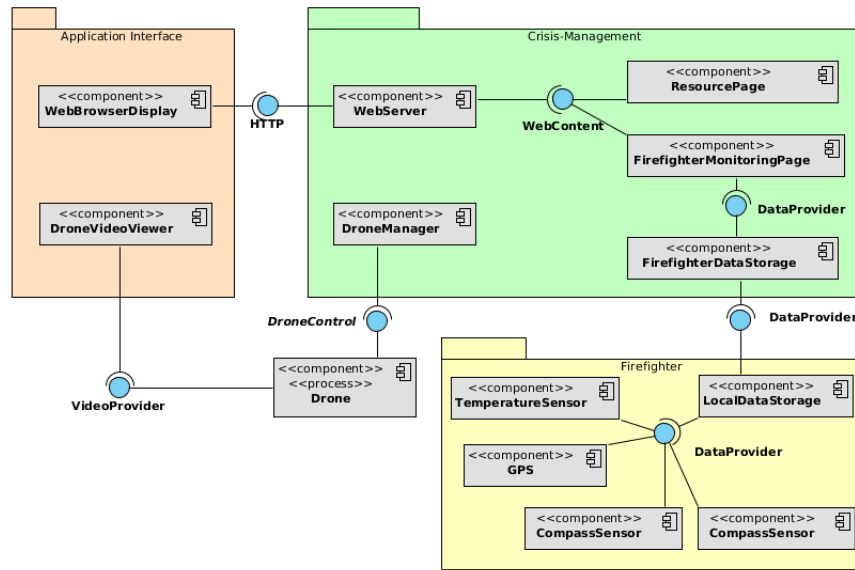 Application Interface
Crisis-Management
<<component>>
WebBrowserDisplay
HTTP
<<component>>
WebServer
WebContent
<<component>>
ResourcePage
<<component>>
FirefighterMonitoringPage
DataProvider
<<component>>
DroneVideoViewer
<<component>>
DroneManager
<<component>>
FirefighterDataStorage
DroneControl
DataProvider
VideoProvider
<<component>>
<<process>>
Drone
Firefighter
<<component>>
TemperatureSensor
<<component>>
LocalDataStorage
DataProvider
<<component>>
GPS
<<component>>
CompassSensor
<<component>>
CompassSensor